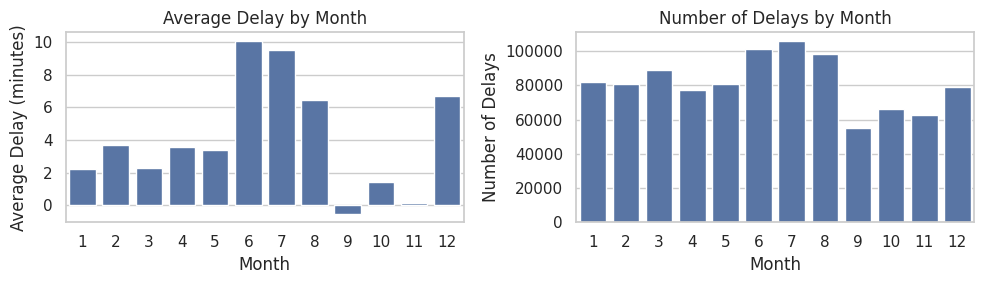 Average Delay by Month
Average Delay (minutes)
10
8
6
4
2
0
1 2 3 4 5 6 7 8 9 10 11 12
Month
Number of Delays by Month
Number of Delays
100000
80000
60000
40000
20000
0
1 2 3 4 5 6 7 8 9 10 11 12
Month